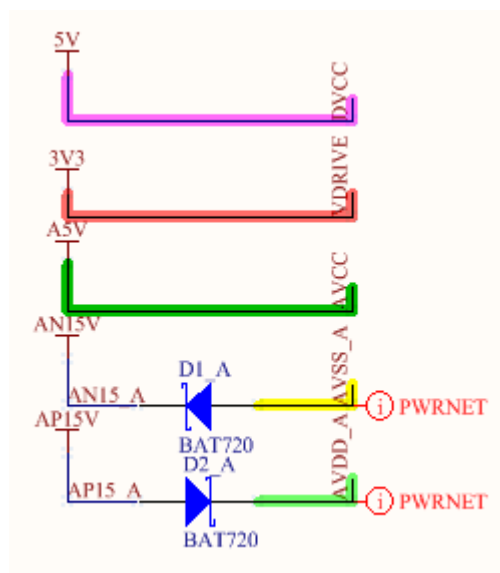 5V
DVCC
3V3
VDRIVE
A5V
AVCC
AN15V
D1_A
AVSS_A
AN15_A
i PWRNET
BAT720
AP15V
D2_A
AVDD_A
AP15_A
i PWRNET
BAT720